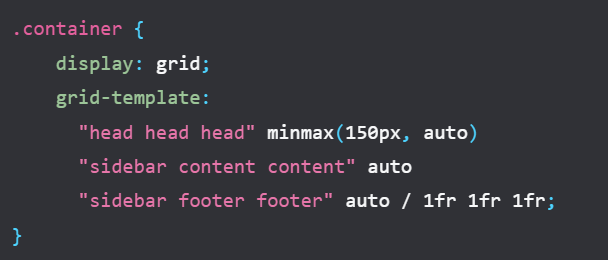 .container {
    display: grid;
    grid-template:
      "head head head" minmax(150px, auto)
      "sidebar content content" auto
      "sidebar footer footer" auto / 1fr 1fr 1fr;
}